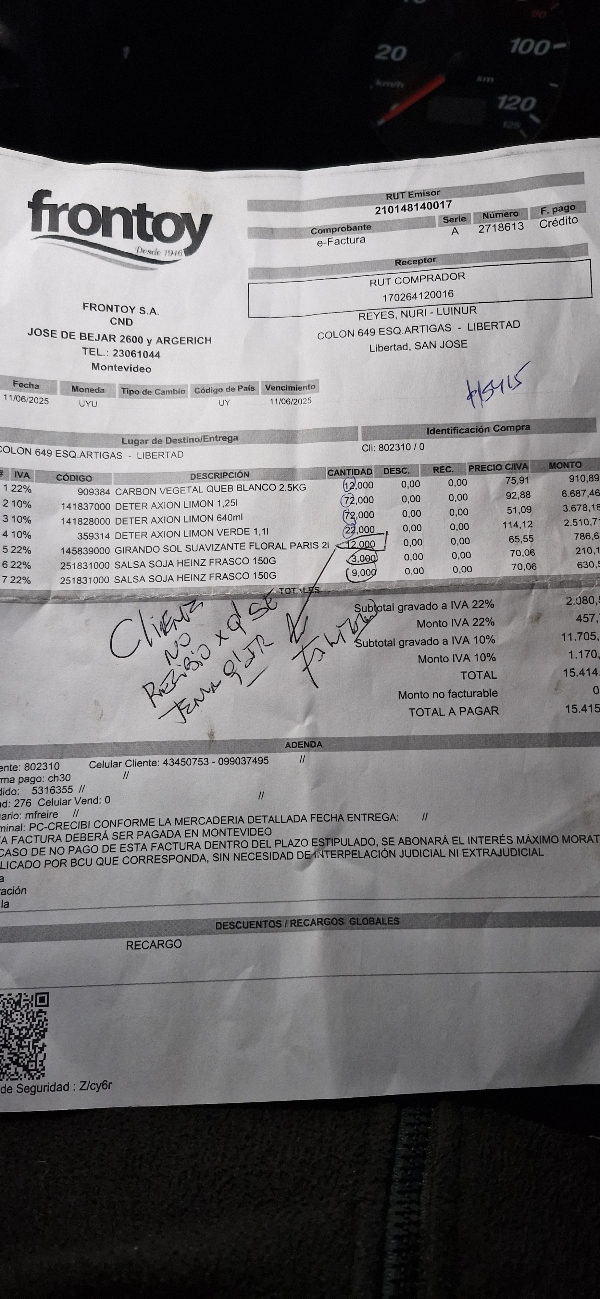 20
100
km/h
km
120
125
frontoy
Desde 1946
RUT Emisor
210148140017
Comprobante Serie Número F. pago
e-Factura A 2718613 Crédito
Receptor
RUT COMPRADOR
170264120016
REYES, NURI - LUINUR
COLON 649 ESQ.ARTIGAS - LIBERTAD
Libertad, SAN JOSE
FRONTOY S.A.
CND
JOSE DE BEJAR 2600 y ARGERICH
TEL.: 23061044
Montevideo
Fecha Moneda Tipo de Cambio Código de País Vencimiento
11/06/2025 UYU UY 11/06/2025
Lugar de Destino/Entrega
COLON 649 ESQ.ARTIGAS - LIBERTAD
Identificación Compra
Cli: 802310 / 0
# IVA CÓDIGO DESCRIPCIÓN CANTIDAD DESC. REC. PRECIO C/IVA MONTO
1 22% 909384 CARBON VEGETAL QUEB BLANCO 2.5KG 12,000 0,00 0,00 75,91 910,89
2 10% 141837000 DETER AXION LIMON 1,25l 72,000 0,00 0,00 92,88 6.687,46
3 10% 141828000 DETER AXION LIMON 640ml 72,000 0,00 0,00 51,09 3.678,18
4 10% 359314 DETER AXION LIMON VERDE 1,1l 22,000 0,00 0,00 114,12 2.510,71
5 22% 145839000 GIRANDO SOL SUAVIZANTE FLORAL PARIS 2l 12,000 0,00 0,00 65,55 786,6
6 22% 251831000 SALSA SOJA HEINZ FRASCO 150G 3,000 0,00 0,00 70,06 210,1
7 22% 251831000 SALSA SOJA HEINZ FRASCO 150G 9,000 0,00 0,00 70,06 630,5
TOTALES
Subtotal gravado a IVA 22% 2.080,
Monto IVA 22% 457,
Subtotal gravado a IVA 10% 11.705,
Monto IVA 10% 1.170,
TOTAL 15.414,
Monto no facturable 0
TOTAL A PAGAR 15.415
CLIENTE
NO
RECIBIO X Q' SE
ADENDA
ente: 802310 Celular Cliente: 43450753 - 099037495 //
rma pago: ch30 //
dido: 5316355 //
nd: 276 Celular Vend: 0 //
uario: mfreire //
minal: PC-CRECIBI CONFORME LA MERCADERIA DETALLADA FECHA ENTREGA: //
TA FACTURA DEBERÁ SER PAGADA EN MONTEVIDEO
CASO DE NO PAGO DE ESTA FACTURA DENTRO DEL PLAZO ESTIPULADO, SE ABONARÁ EL INTERÉS MÁXIMO MORAT
LICADO POR BCU QUE CORRESPONDA, SIN NECESIDAD DE INTERPELACIÓN JUDICIAL NI EXTRAJUDICIAL
a
ración
la
DESCUENTOS / RECARGOS GLOBALES
RECARGO
de Seguridad : Z/cy6r